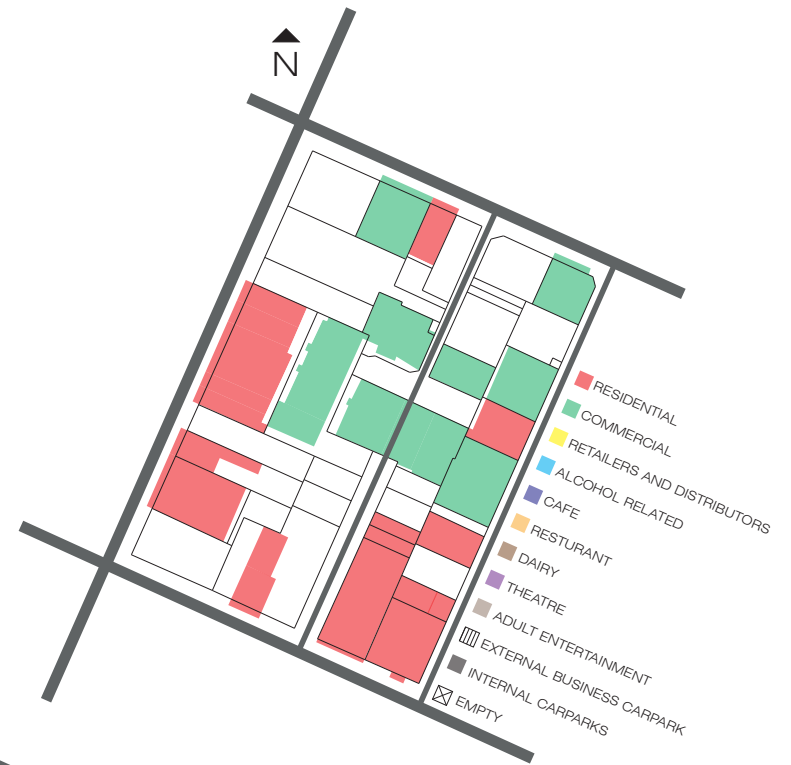 N
RESIDENTIAL
COMMERCIAL
RETAILERS AND DISTRIBUTORS
ALCOHOL RELATED
CAFE
RESTURANT
DAIRY
THEATRE
ADULT ENTERTAINMENT
EXTERNAL BUSINESS CARPARK
INTERNAL CARPARKS
EMPTY